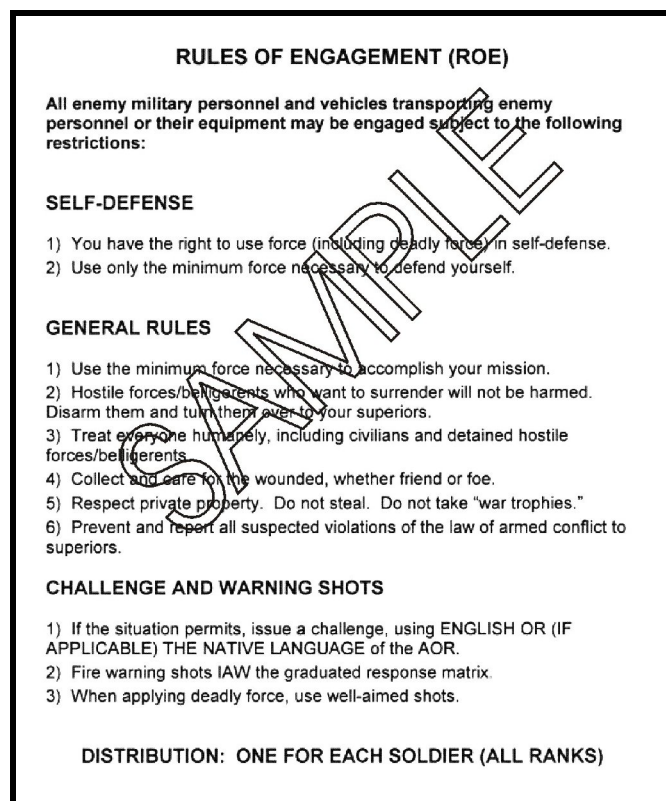 RULES OF ENGAGEMENT (ROE)
All enemy military personnel and vehicles transporting enemy
personnel or their equipment may be engaged subject to the following
restrictions:
SELF-DEFENSE
1) You have the right to use force (including deadly force) in self-defense.
2) Use only the minimum force necessary to defend yourself.
GENERAL RULES
1) Use the minimum force necessary to accomplish your mission.
2) Hostile forces/belligerents who want to surrender will not be harmed.
Disarm them and turn them over to your superiors.
3) Treat everyone humanely, including civilians and detained hostile
forces/belligerents.
4) Collect and care for the wounded, whether friend or foe.
5) Respect private property. Do not steal. Do not take “war trophies.”
6) Prevent and report all suspected violations of the law of armed conflict to
superiors.
CHALLENGE AND WARNING SHOTS
1) If the situation permits, issue a challenge, using ENGLISH OR (IF
APPLICABLE) THE NATIVE LANGUAGE of the AOR.
2) Fire warning shots IAW the graduated response matrix.
3) When applying deadly force, use well-aimed shots.
DISTRIBUTION: ONE FOR EACH SOLDIER (ALL RANKS)
SAMPLE